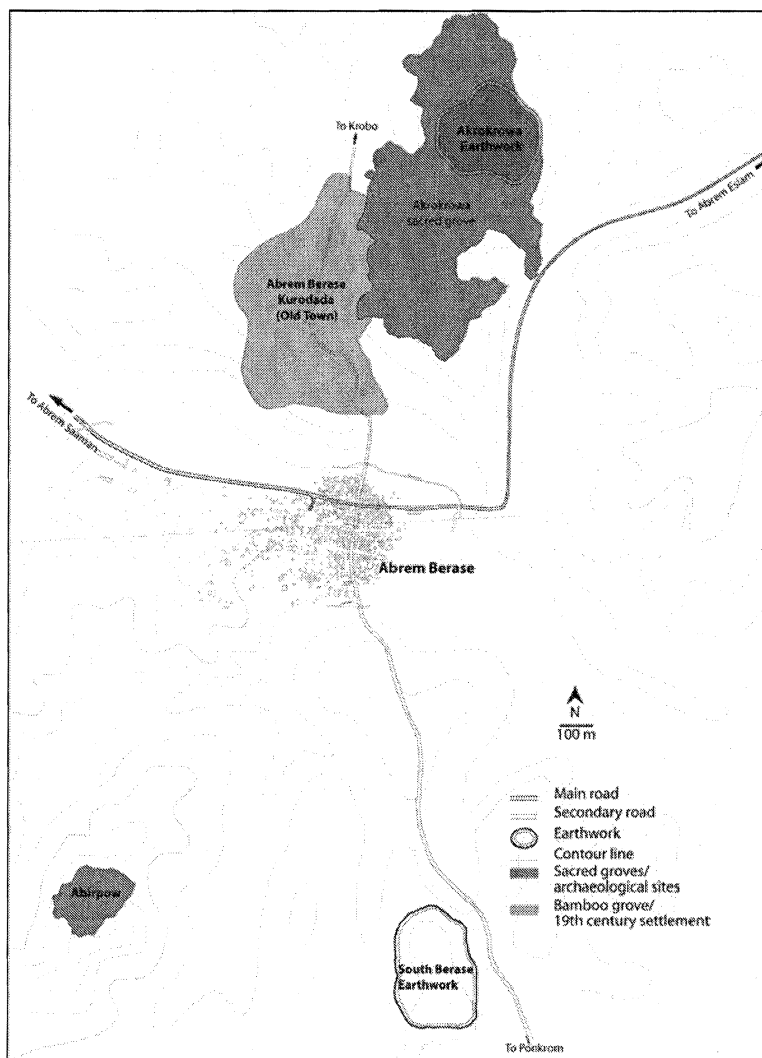 To Krobo
Akrokrowa
Earthwork
To Abrem Esiam
Akrokrowa
sacred grove
Abrem Berase
Kurodada
(Old Town)
To Abrem Saaman
Abrem Berase
N
100 m
Main road
Secondary road
Earthwork
Contour line
Sacred groves/
archaeological sites
Bamboo grove/
19th century settlement
Abirpow
South Berase
Earthwork
To Ponkrom